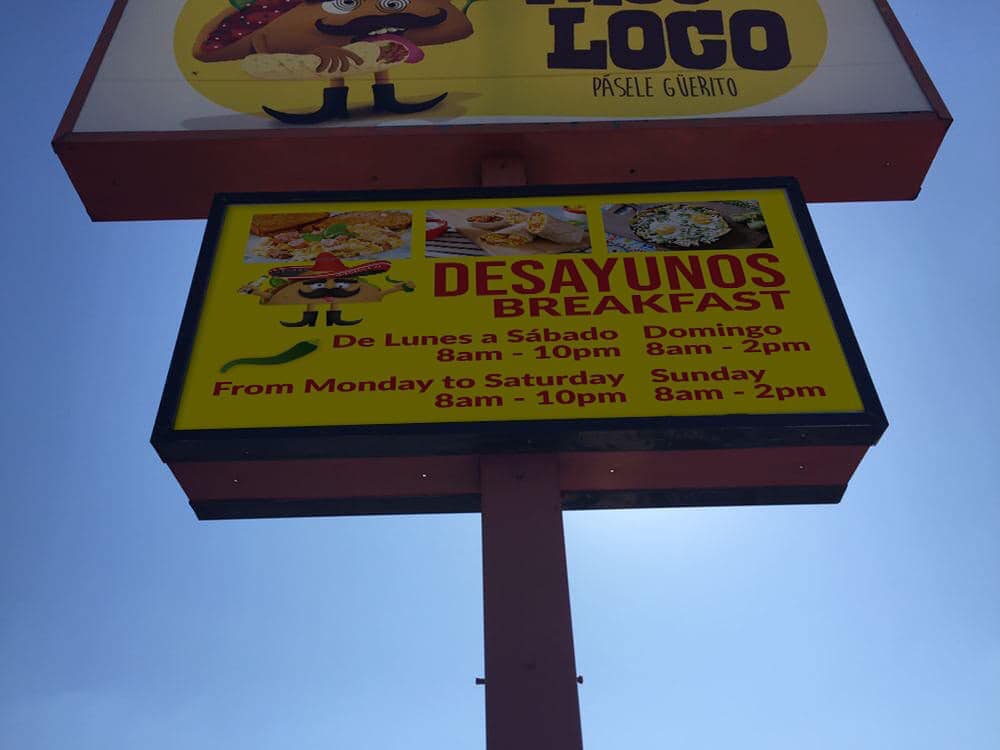 LOCO
PÁSELE GÜERITO
DESAYUNOS
BREAKFAST
De Lunes a Sábado
8am - 10pm
Domingo
8am - 2pm
From Monday to Saturday
8am - 10pm
Sunday
8am - 2pm